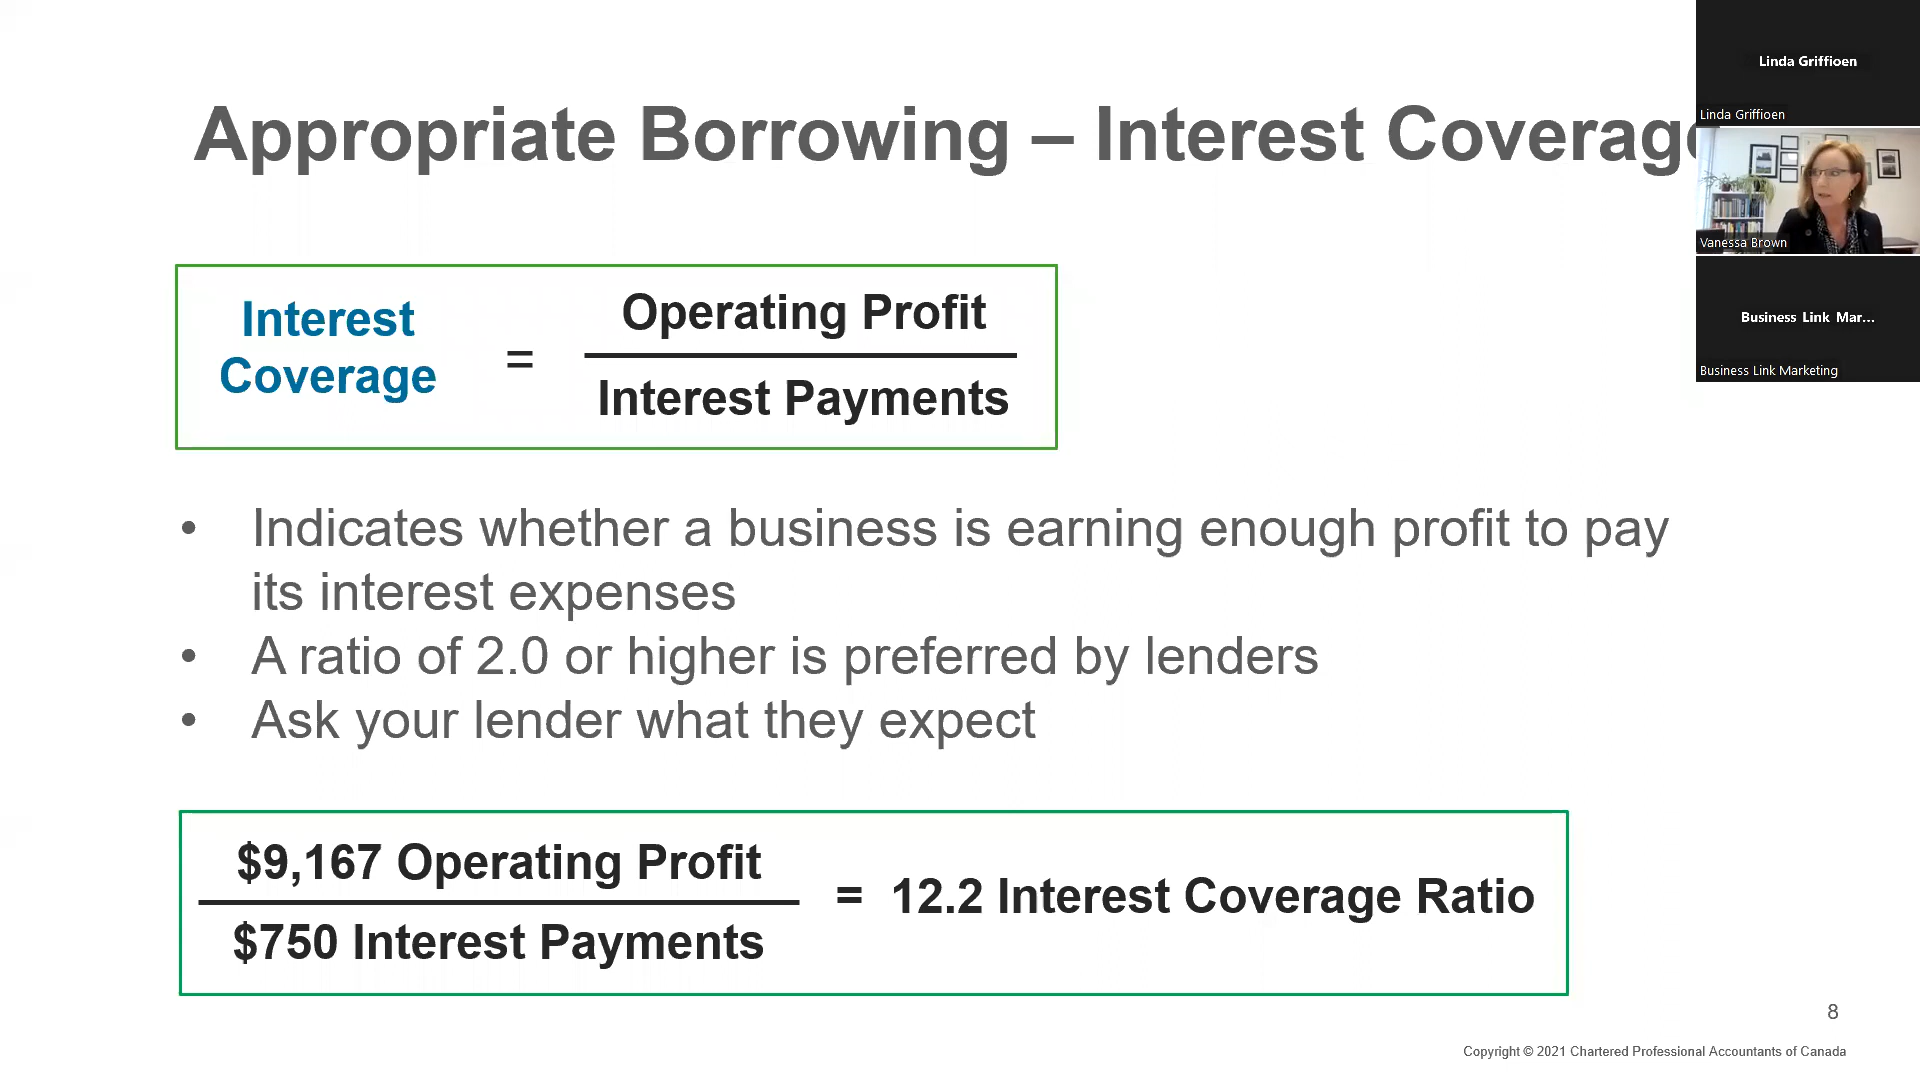 Appropriate Borrowing – Interest Coverage
Interest
Coverage
=
Operating Profit
Interest Payments
• Indicates whether a business is earning enough profit to pay
its interest expenses
• A ratio of 2.0 or higher is preferred by lenders
• Ask your lender what they expect
$9,167 Operating Profit
$750 Interest Payments
= 12.2 Interest Coverage Ratio
8
Copyright © 2021 Chartered Professional Accountants of Canada
Linda Griffioen
Linda Griffioen
Vanessa Brown
Business Link Mar...
Business Link Marketing